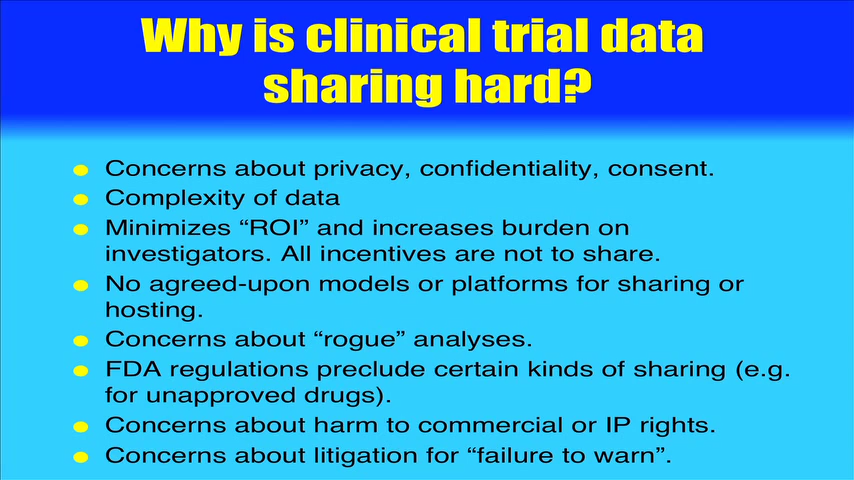 Why is clinical trial data
sharing hard?
Concerns about privacy, confidentiality, consent.
Complexity of data
Minimizes “ROI” and increases burden on
investigators. All incentives are not to share.
No agreed-upon models or platforms for sharing or
hosting.
Concerns about “rogue” analyses.
FDA regulations preclude certain kinds of sharing (e.g.
for unapproved drugs).
Concerns about harm to commercial or IP rights.
Concerns about litigation for “failure to warn”.